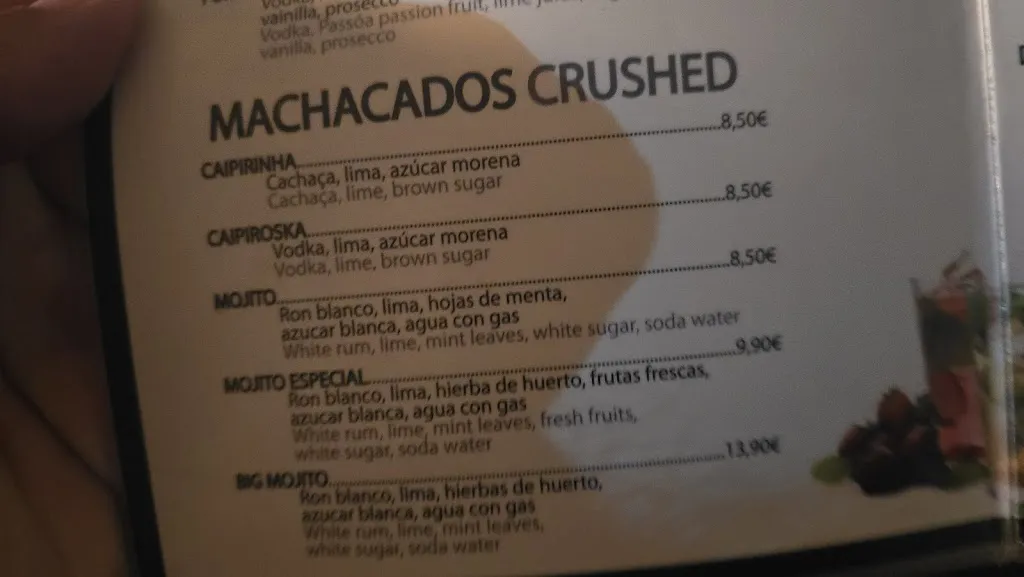 vainilla, prosecco
Vodka, Passóa passion fruit, lime
vanilla, prosecco
MACHACADOS CRUSHED
CAIPIRINHA........8,50€
Cachaça, lima, azúcar morena
Cachaça, lime, brown sugar
CAIPIROSKA........8,50€
Vodka, lima, azúcar morena
Vodka, lime, brown sugar
MOJITO........8,50€
Ron blanco, lima, hojas de menta,
azucar blanca, agua con gas
White rum, lime, mint leaves, white sugar, soda water
MOJITO ESPECIAL........9,90€
Ron blanco, lima, hierba de huerto, frutas frescas,
azucar blanca, agua con gas
White rum, lime, mint leaves, fresh fruits,
white sugar, soda water
BIG MOJITO........13,90€
Ron blanco, lima, hierbas de huerto,
azucar blanca, agua con gas
White rum, lime, mint leaves,
white sugar, soda water